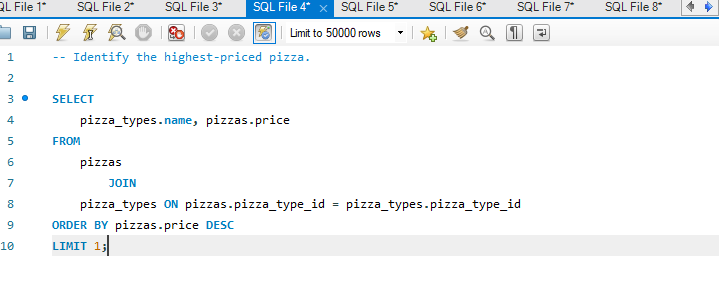 QL File 1* SQL File 2* SQL File 3* SQL File 4* SQL File 5* SQL File 6* SQL File 7* SQL File 8*
Limit to 50000 rows
1 -- Identify the highest-priced pizza.
2
3 SELECT
4 pizza_types.name, pizzas.price
5 FROM
6 pizzas
7 JOIN
8 pizza_types ON pizzas.pizza_type_id = pizza_types.pizza_type_id
9 ORDER BY pizzas.price DESC
10 LIMIT 1;